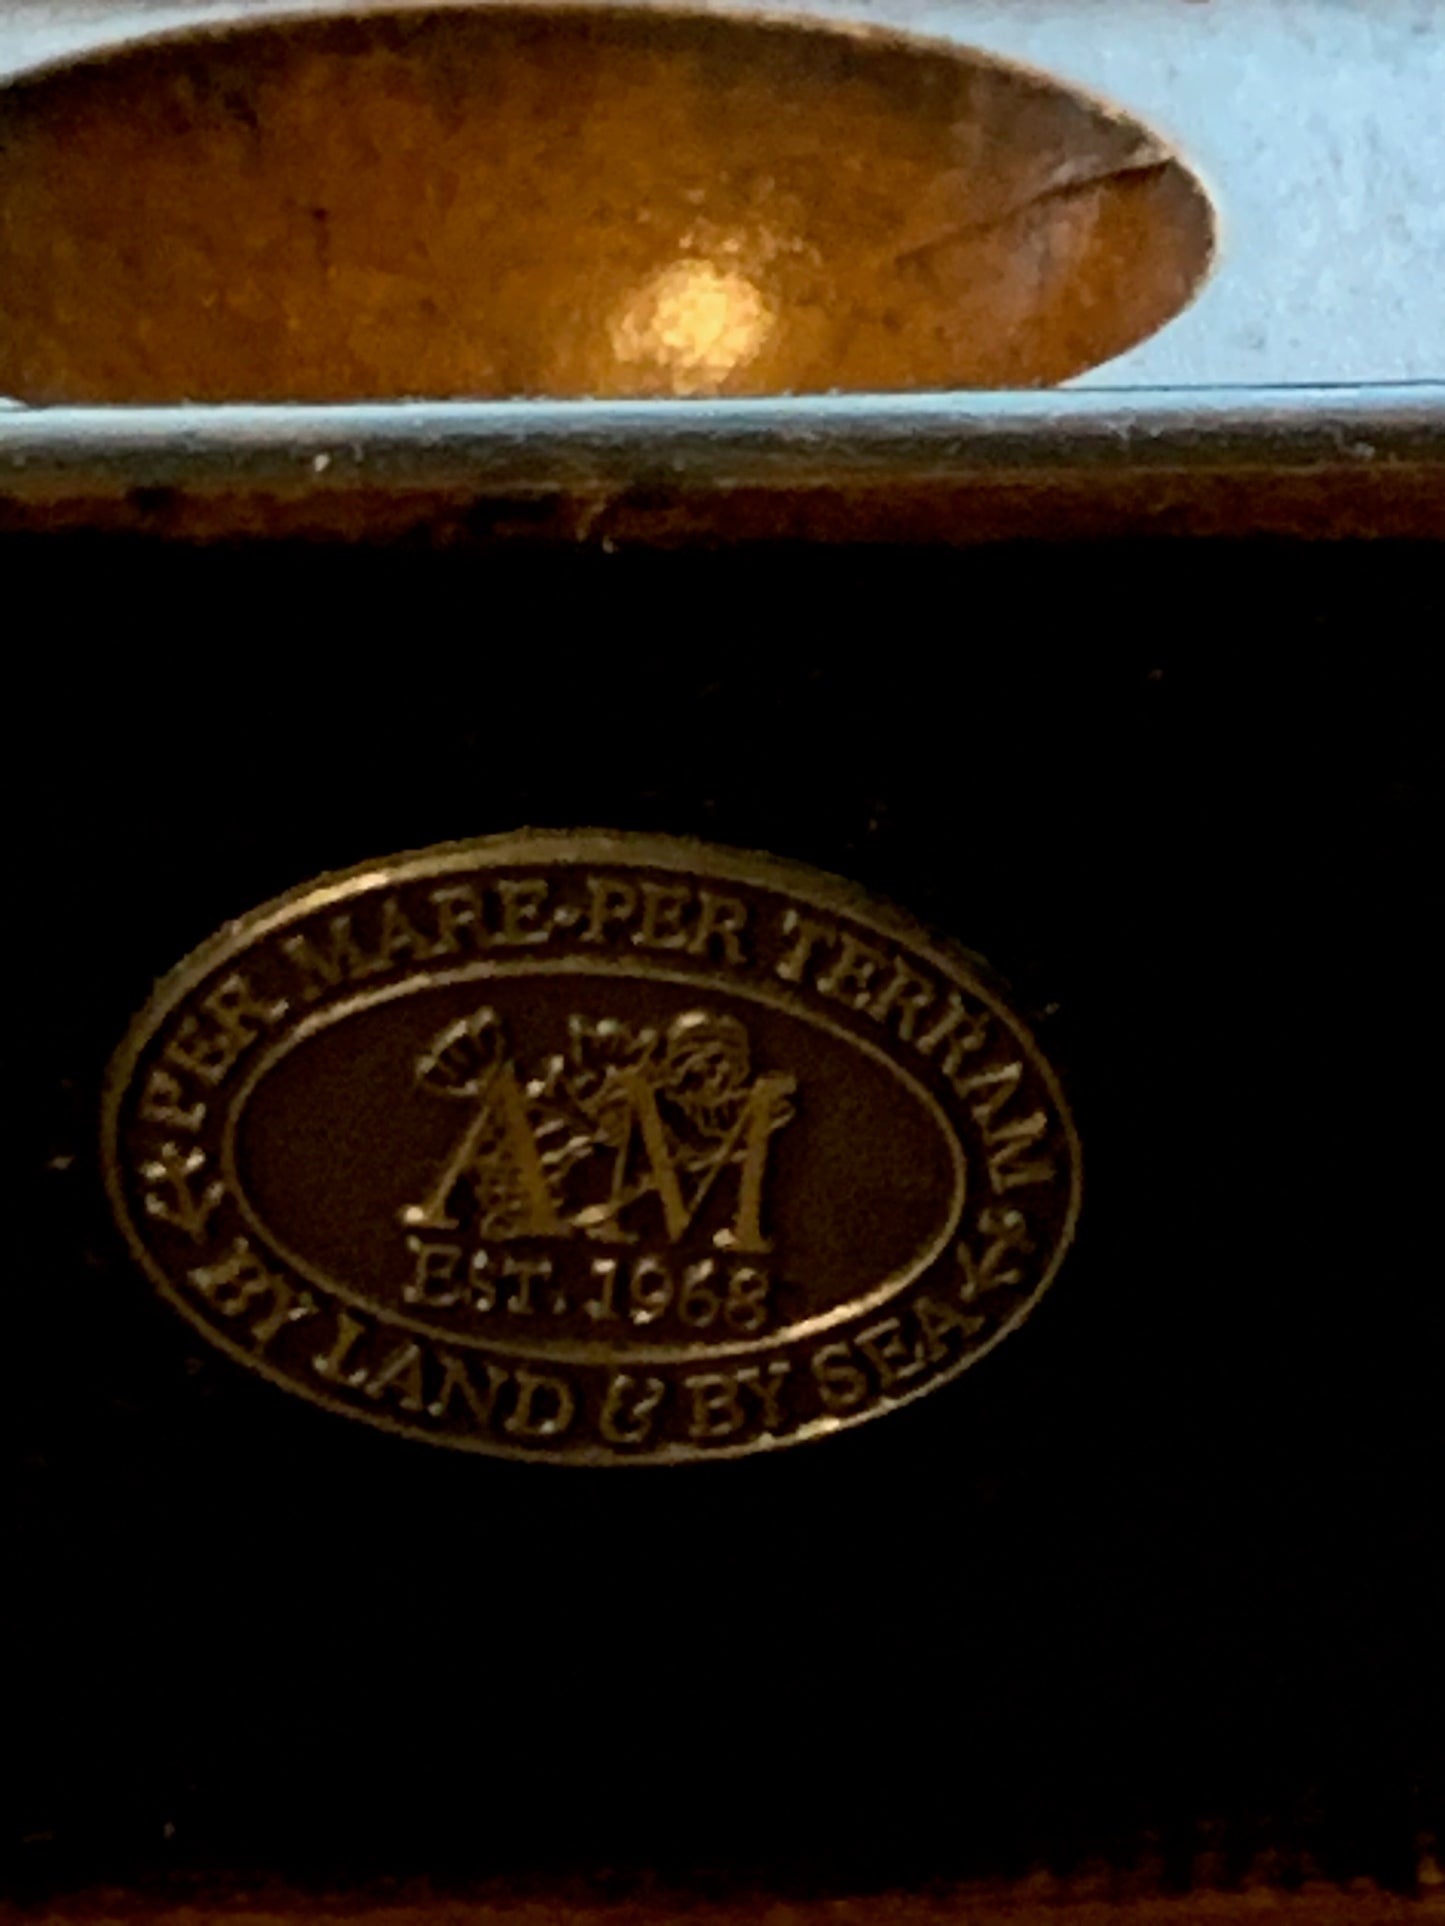 PER MARE·PER TERRAM
AM
EST. 1968
BY LAND & BY SEA